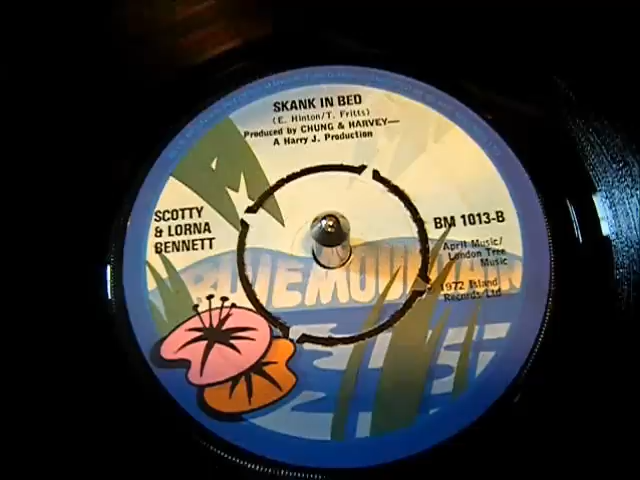 SKANK IN BED
(E. Hinton/T. Fritts)
Produced by CHUNG & HARVEY—
A Harry J. Production
SCOTTY
& LORNA
BENNETT
BM 1013-B
April Music/
London Tree
Music
1972 Island
Records Ltd
BLUE MOUNTAIN